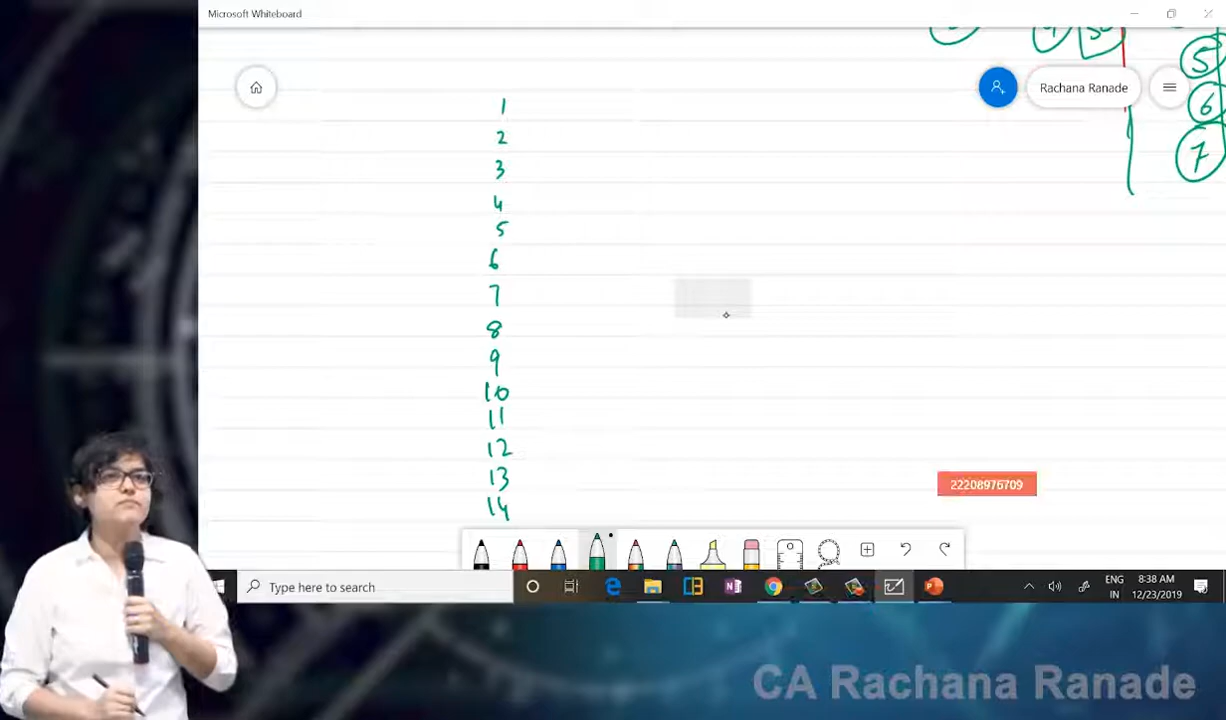 Microsoft Whiteboard
Rachana Ranade
5
6
7
1
2
3
4
5
6
7
8
9
10
11
12
13
14
22208976709
Type here to search
ENG
IN
8:38 AM
12/23/2019
CA Rachana Ranade